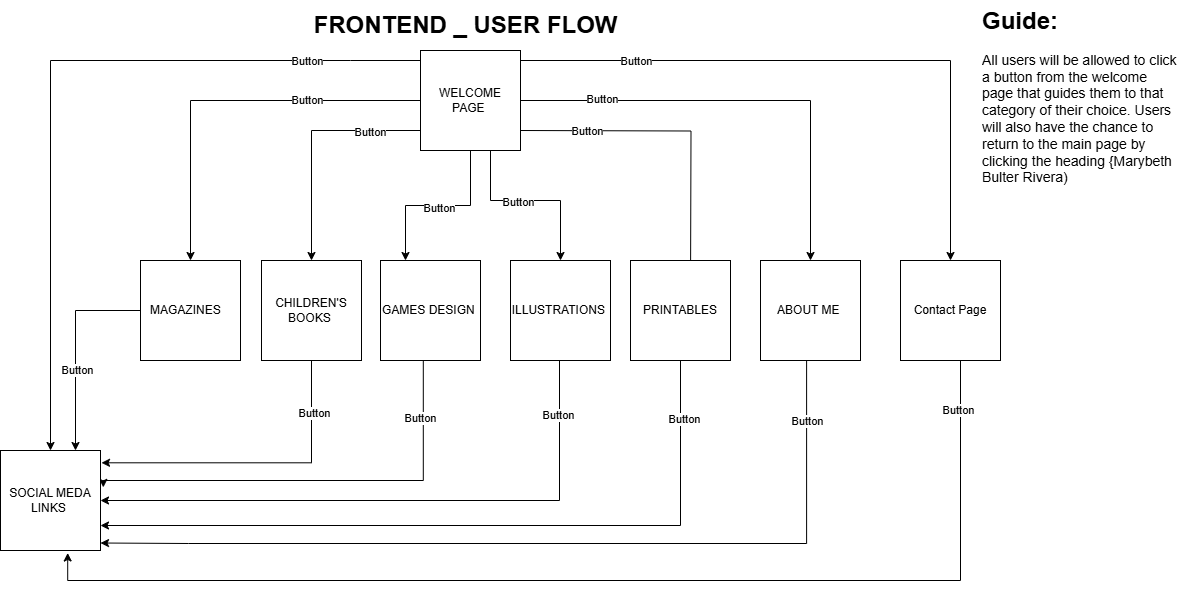 FRONTEND _ USER FLOW
Guide:
All users will be allowed to click
a button from the welcome
page that guides them to that
category of their choice. Users
will also have the chance to
return to the main page by
clicking the heading {Marybeth
Bulter Rivera)
Button
Button
WELCOME
PAGE
Button
Button
Button
Button
Button
Button
MAGAZINES
CHILDREN'S
BOOKS
GAMES DESIGN
ILLUSTRATIONS
PRINTABLES
ABOUT ME
Contact Page
Button
Button
Button
Button
Button
Button
Button
SOCIAL MEDA
LINKS